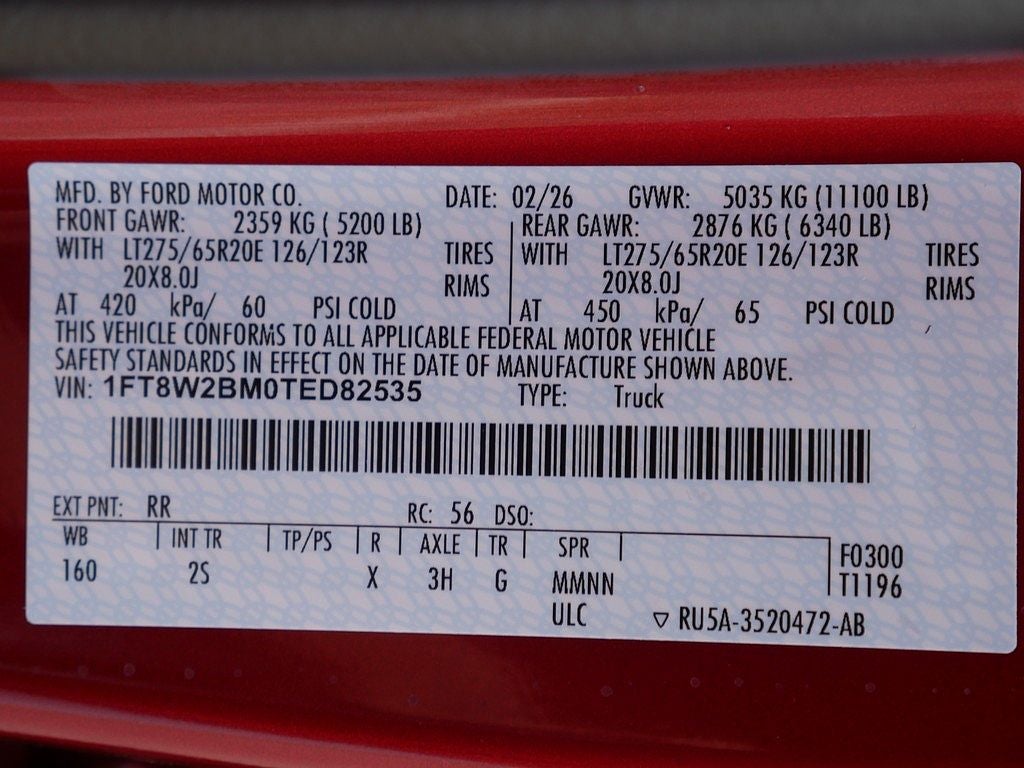 MFD. BY FORD MOTOR CO. DATE: 02/26 GVWR: 5035 KG (11100 LB)
FRONT GAWR: 2359 KG ( 5200 LB) REAR GAWR: 2876 KG ( 6340 LB)
WITH LT275/65R20E 126/123R TIRES WITH LT275/65R20E 126/123R TIRES
20X8.0J RIMS 20X8.0J RIMS
AT 420 kPa/ 60 PSI COLD AT 450 kPa/ 65 PSI COLD
THIS VEHICLE CONFORMS TO ALL APPLICABLE FEDERAL MOTOR VEHICLE
SAFETY STANDARDS IN EFFECT ON THE DATE OF MANUFACTURE SHOWN ABOVE.
VIN: 1FT8W2BM0TED82535 TYPE: Truck
EXT PNT: RR RC: 56 DSO:
WB INT TR TP/PS R AXLE TR SPR F0300
160 2S X 3H G MMNN T1196
ULC ▽ RU5A-3520472-AB